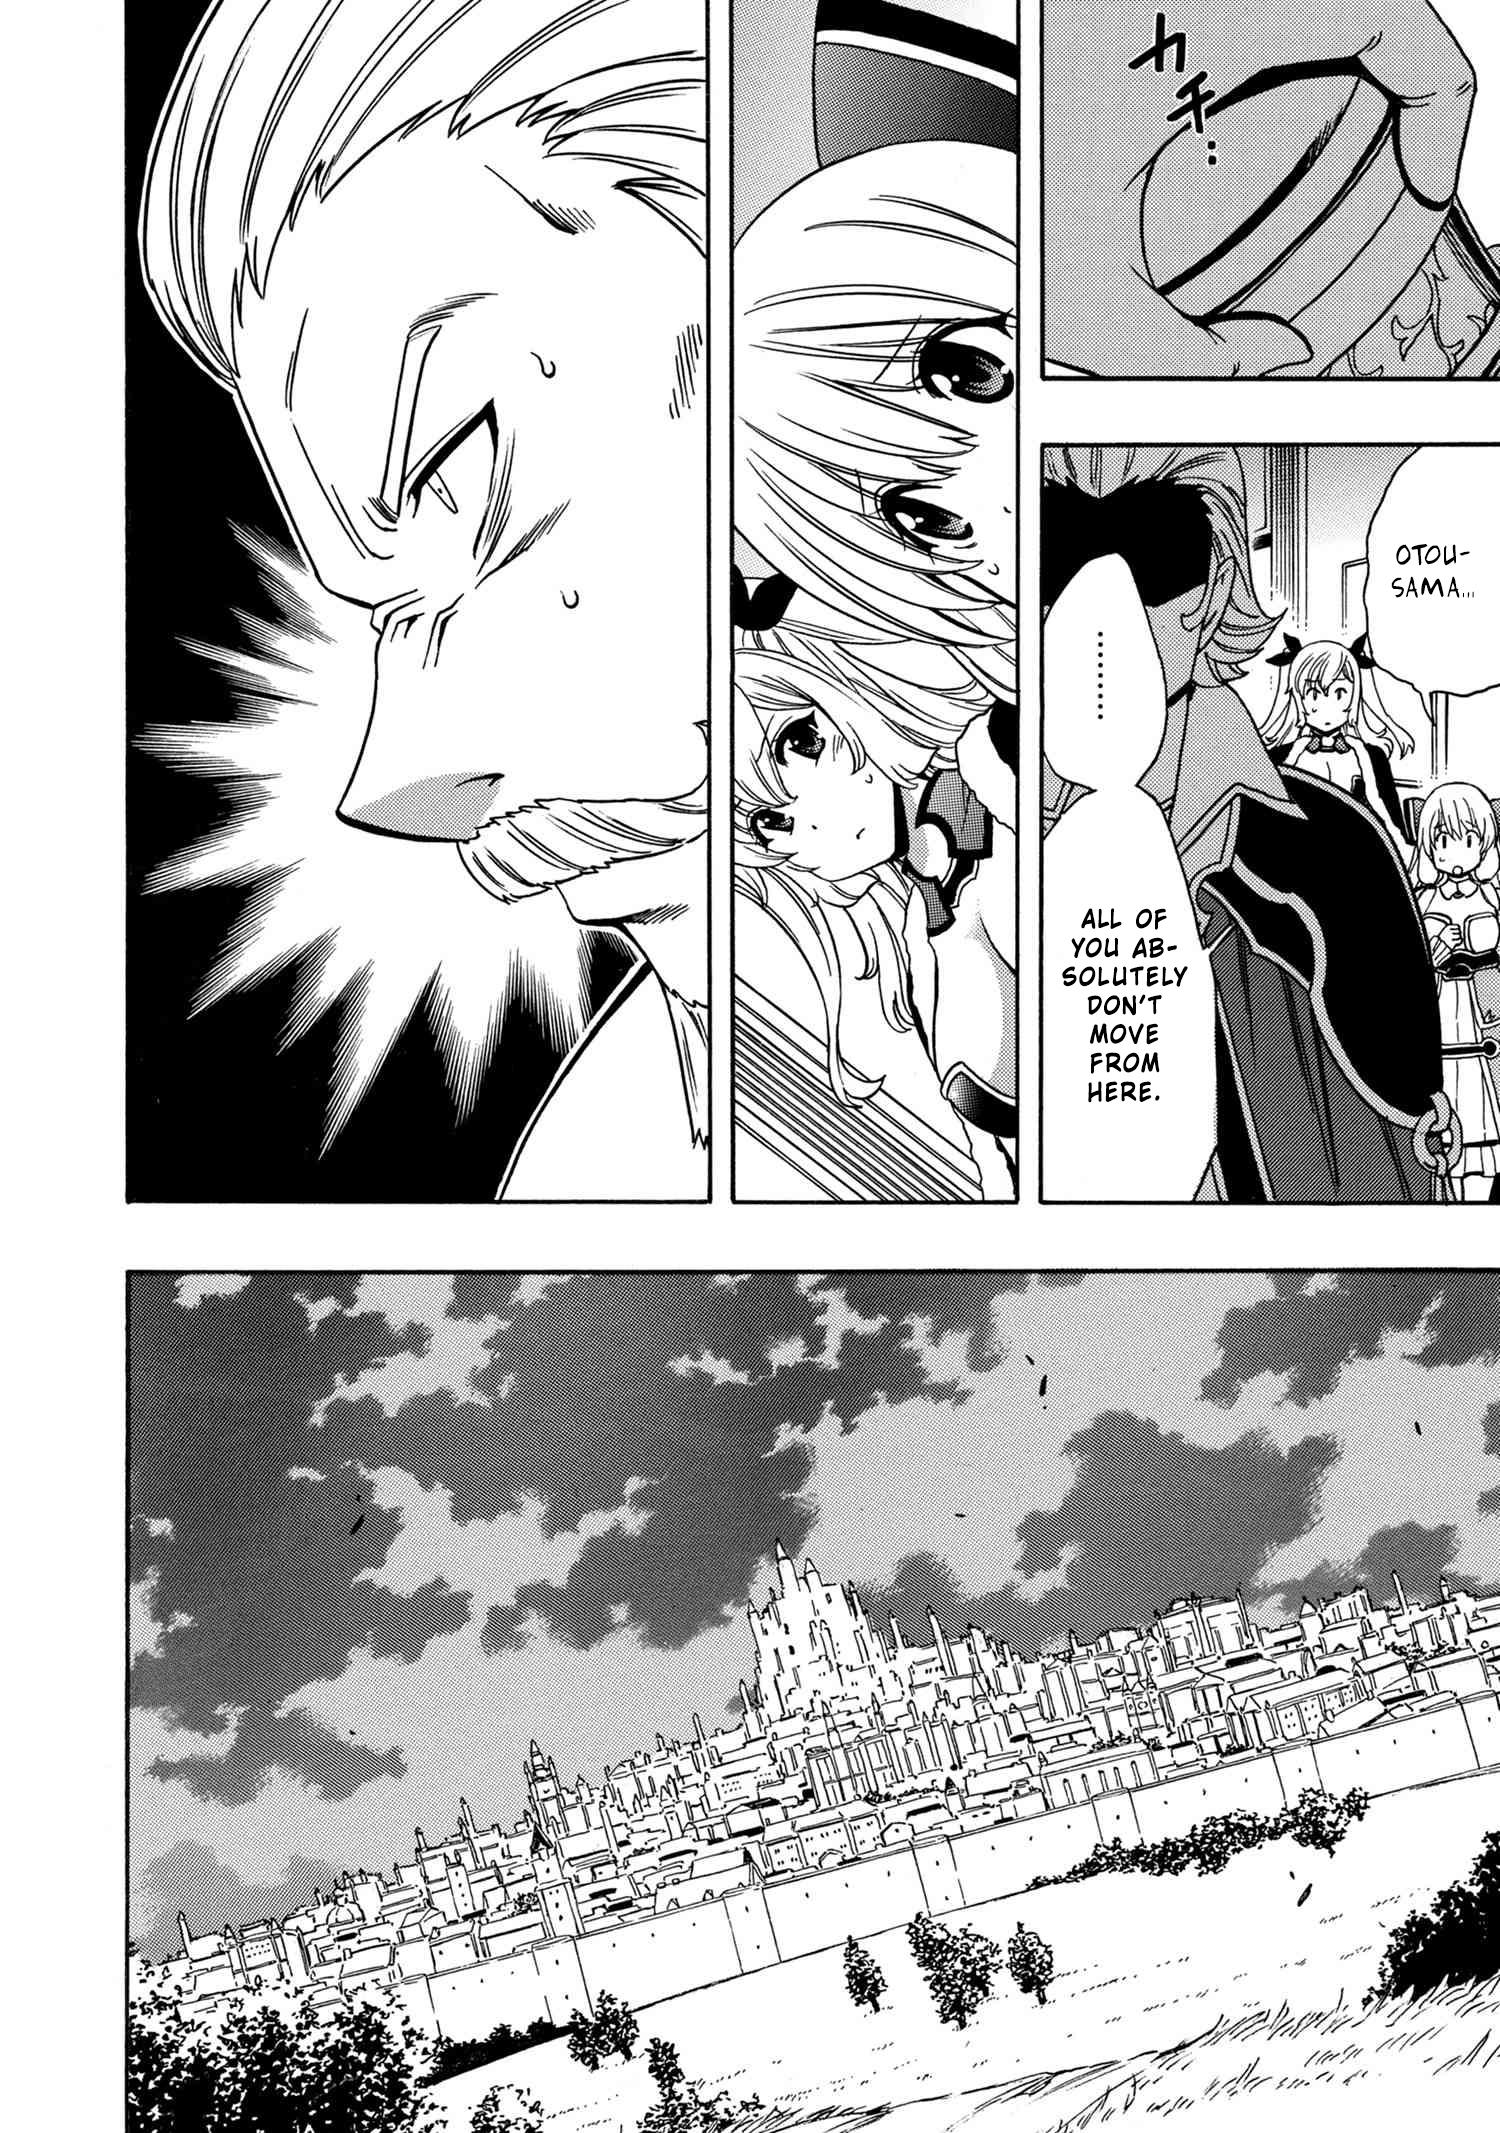 カチ…
OTOU-
SAMA...
.........
ALL OF
YOU AB-
SOLUTELY
DON'T
MOVE
FROM
HERE.